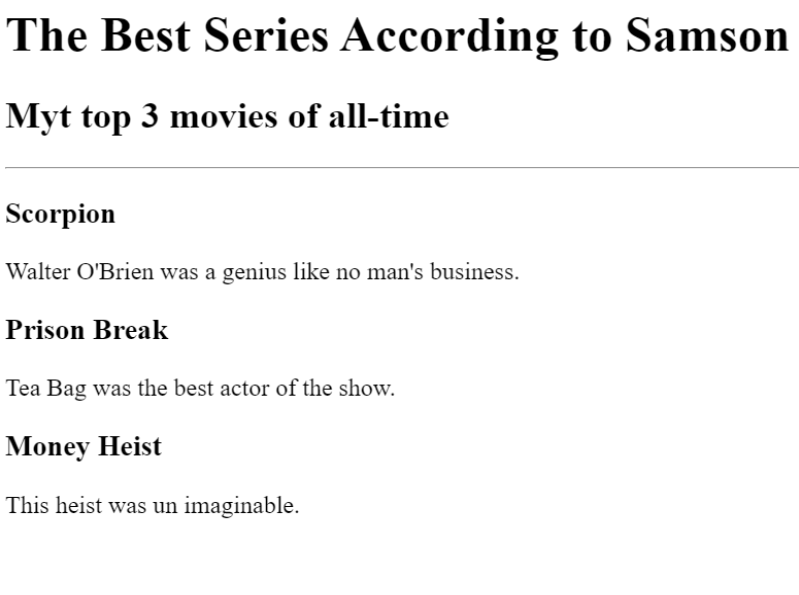 The Best Series According to Samson
Myt top 3 movies of all-time
Scorpion
Walter O'Brien was a genius like no man's business.
Prison Break
Tea Bag was the best actor of the show.
Money Heist
This heist was un imaginable.